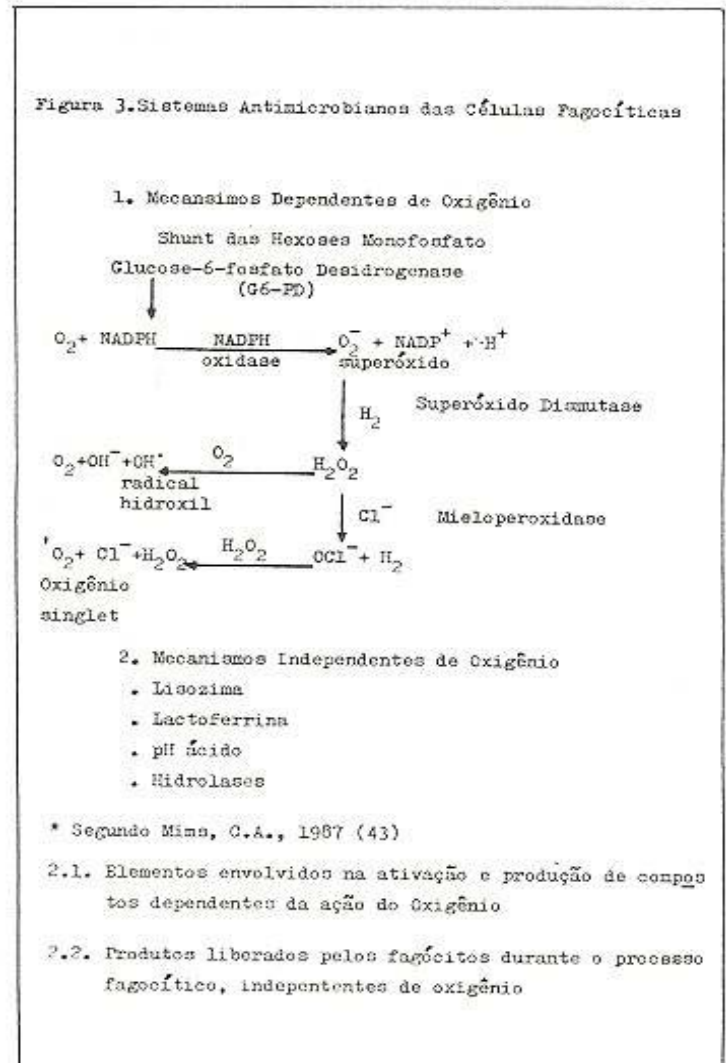 Figura 3.Sistemas Antimicrobianos das Células Fagocíticas
1. Mecansimos Dependentes de Oxigênio
Shunt das Hexoses Monofosfato
Glucose-6-fosfato Desidrogenase
(G6-PD)
O2+ NADPH NADPH oxidase O2- + NADP+ + H+
superóxido
H2 Superóxido Dismutase
O2+OH-+OH· O2 H2O2
radical
hidroxil
Cl- Mieloperoxidase
'O2+ Cl-+H2O2 H2O2 OCl-+ H2
Oxigênio
singlet
2. Mecanismos Independentes de Oxigênio
. Lisozima
. Lactoferrina
. pH ácido
. Hidrolases
* Segundo Mims, C.A., 1987 (43)
2.1. Elementos envolvidos na ativação e produção de compos
tos dependentes da ação do Oxigênio
2.2. Produtos liberados pelos fagócitos durante o processo
fagocítico, indepententes de oxigênio